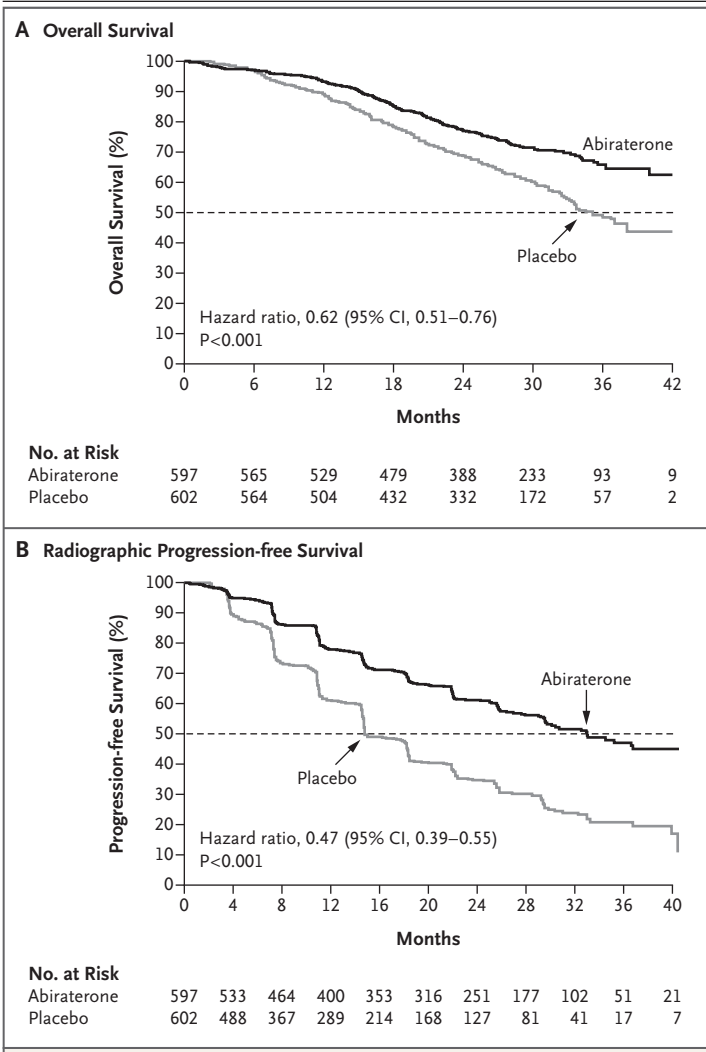 A Overall Survival
100
90
80
70
60
50
40
30
20
10
0
Overall Survival (%)
Abiraterone
Placebo
Hazard ratio, 0.62 (95% CI, 0.51–0.76)
P<0.001
0 6 12 18 24 30 36 42
Months
No. at Risk
Abiraterone 597 565 529 479 388 233 93 9
Placebo 602 564 504 432 332 172 57 2
B Radiographic Progression-free Survival
100
90
80
70
60
50
40
30
20
10
0
Progression-free Survival (%)
Abiraterone
Placebo
Hazard ratio, 0.47 (95% CI, 0.39–0.55)
P<0.001
0 4 8 12 16 20 24 28 32 36 40
Months
No. at Risk
Abiraterone 597 533 464 400 353 316 251 177 102 51 21
Placebo 602 488 367 289 214 168 127 81 41 17 7